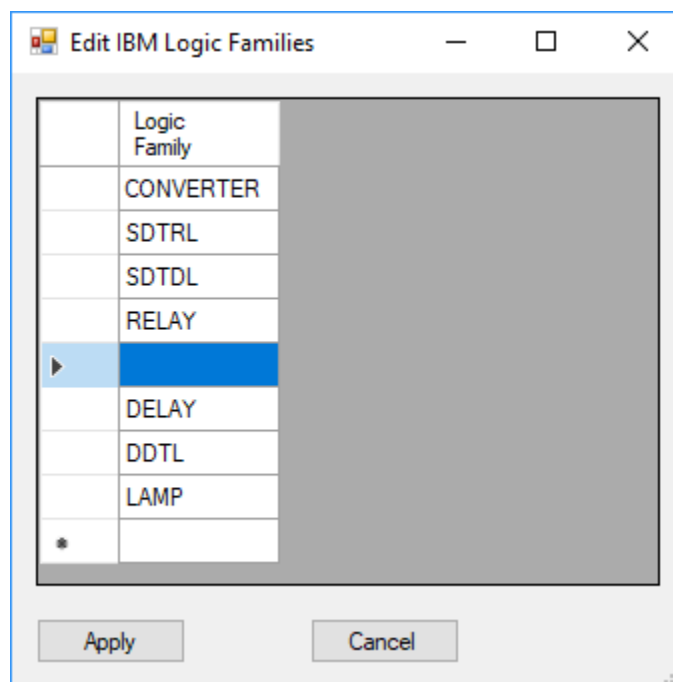 Edit IBM Logic Families
Logic
Family
CONVERTER
SDTRL
SDTDL
RELAY
DELAY
DDTL
LAMP
Apply
Cancel